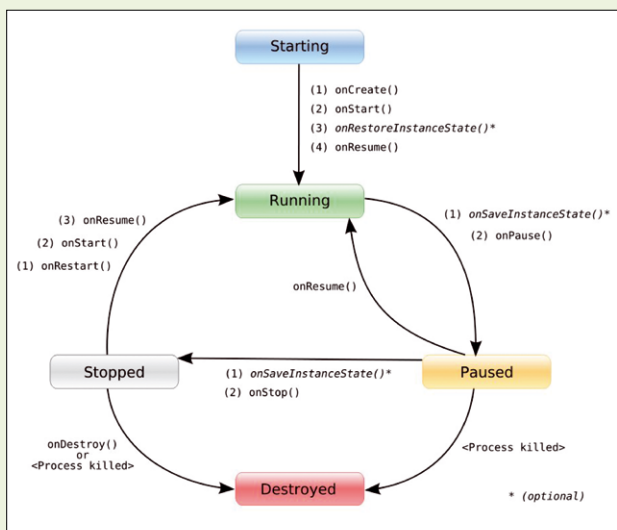 Starting
(1) onCreate()
(2) onStart()
(3) onRestoreInstanceState()*
(4) onResume()
Running
(3) onResume()
(2) onStart()
(1) onRestart()
(1) onSaveInstanceState()*
(2) onPause()
onResume()
Stopped
(1) onSaveInstanceState()*
(2) onStop()
Paused
onDestroy()
or
<Process killed>
<Process killed>
Destroyed
* (optional)